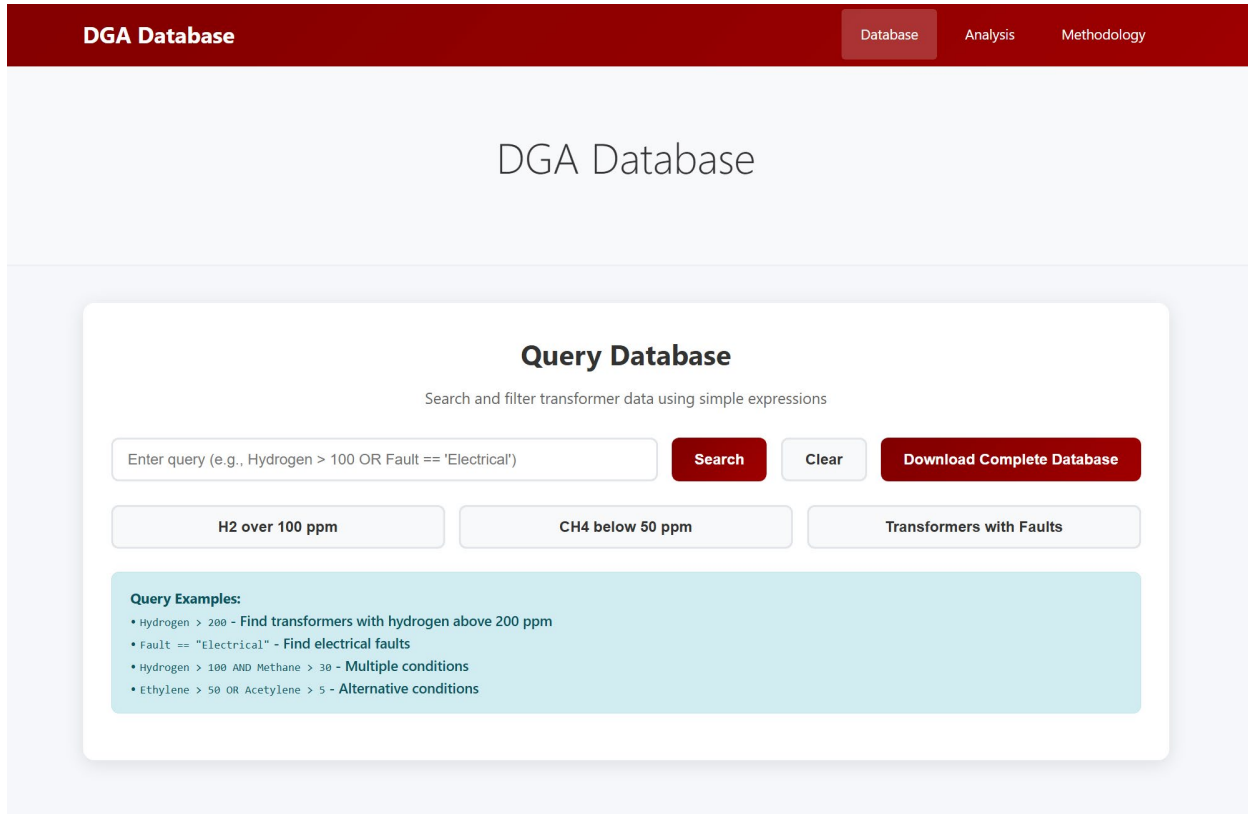 DGA Database
Database Analysis Methodology
DGA Database
Query Database
Search and filter transformer data using simple expressions
Enter query (e.g., Hydrogen > 100 OR Fault == 'Electrical') Search Clear Download Complete Database
H2 over 100 ppm CH4 below 50 ppm Transformers with Faults
Query Examples:
• Hydrogen > 200 - Find transformers with hydrogen above 200 ppm
• Fault == "Electrical" - Find electrical faults
• Hydrogen > 100 AND Methane > 30 - Multiple conditions
• Ethylene > 50 OR Acetylene > 5 - Alternative conditions